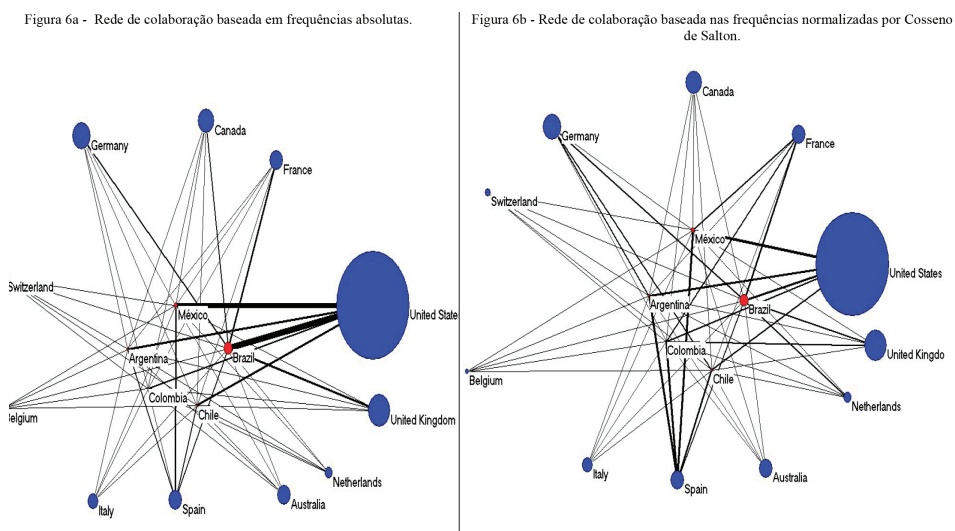 Figura 6a - Rede de colaboração baseada em frequências absolutas.
Germany
Canada
France
Switzerland
México
United State
Argentina
Brazil
Colombia
Chile
Belgium
United Kingdom
Netherlands
Italy
Spain
Australia
Figura 6b - Rede de colaboração baseada nas frequências normalizadas por Cosseno
de Salton.
Canada
Germany
France
Switzerland
México
United States
Argentina
Brazil
Colombia
United Kingdo
Chile
Belgium
Netherlands
Italy
Spain
Australia